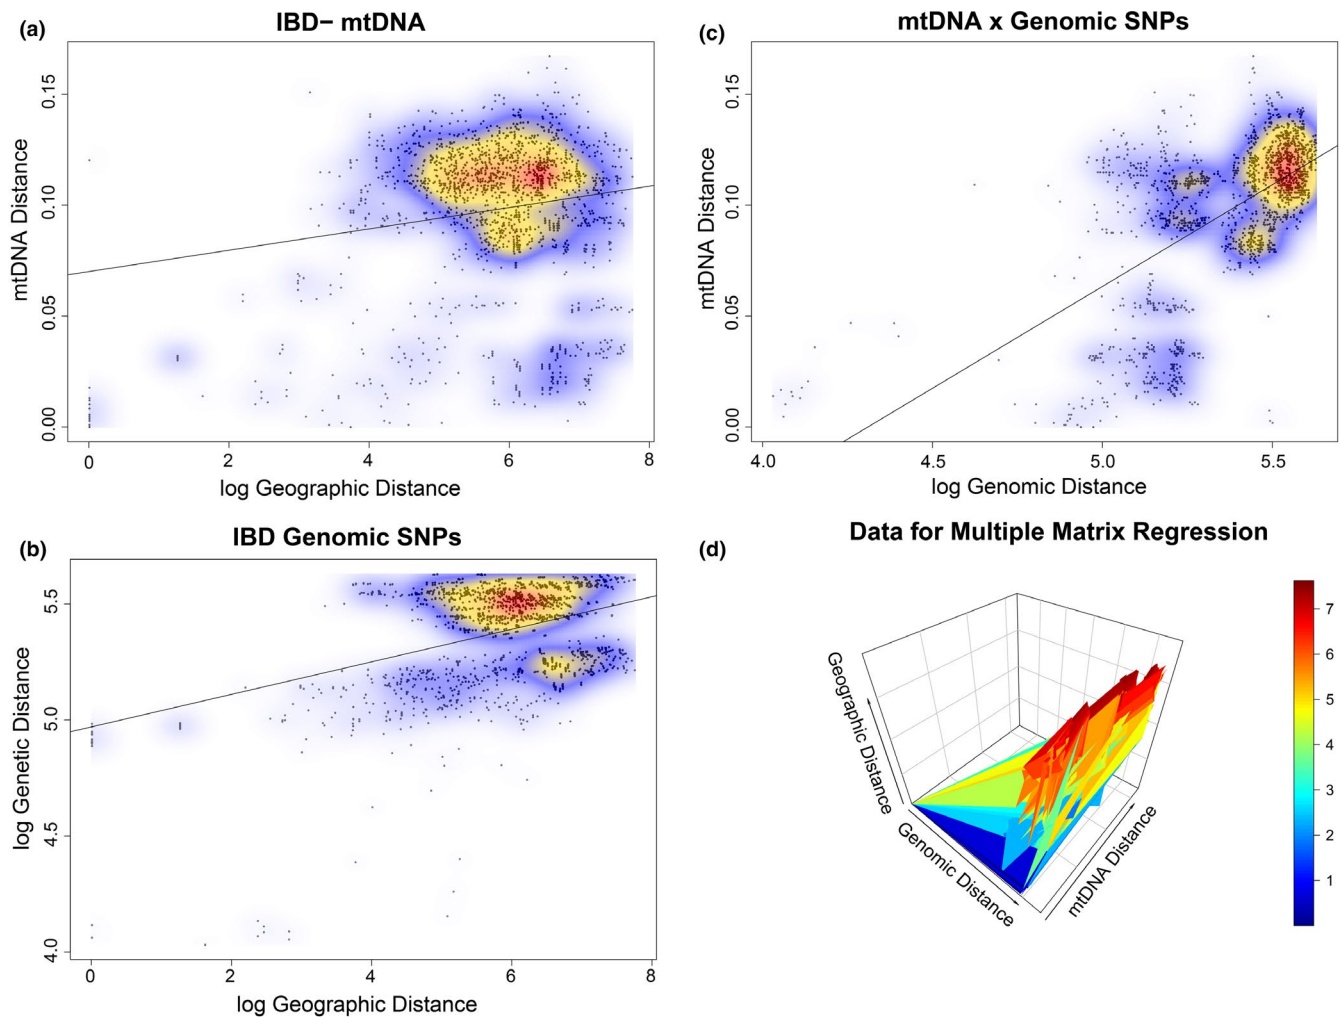 (a)
IBD− mtDNA
mtDNA Distance
0.15
0.10
0.05
0.00
0 2 4 6 8
log Geographic Distance
(c)
mtDNA x Genomic SNPs
mtDNA Distance
0.15
0.10
0.05
0.00
4.0 4.5 5.0 5.5
log Genomic Distance
(b)
IBD Genomic SNPs
log Genetic Distance
5.5
5.0
4.5
4.0
0 2 4 6 8
log Geographic Distance
(d)
Data for Multiple Matrix Regression
Geographic Distance
Genomic Distance
mtDNA Distance
7
6
5
4
3
2
1